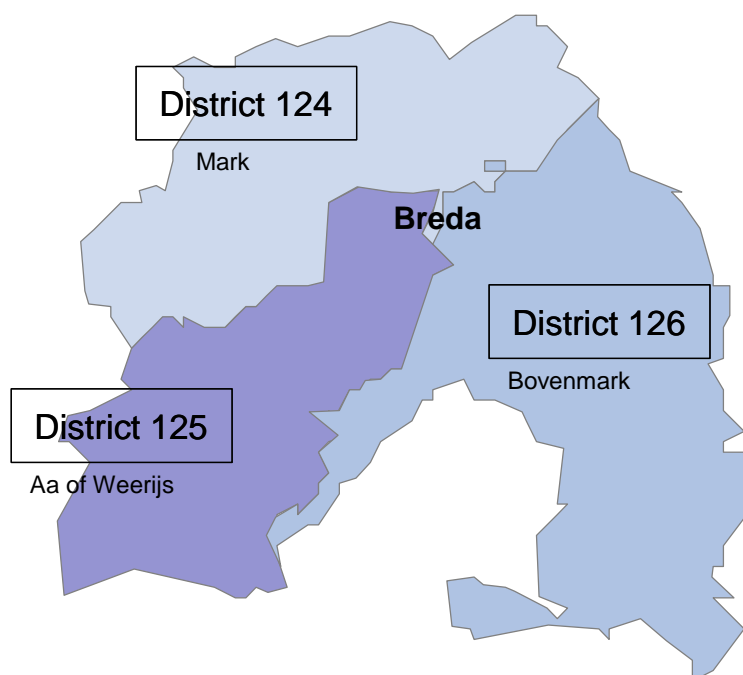 District 124
Mark
Breda
District 126
Bovenmark
District 125
Aa of Weerijs